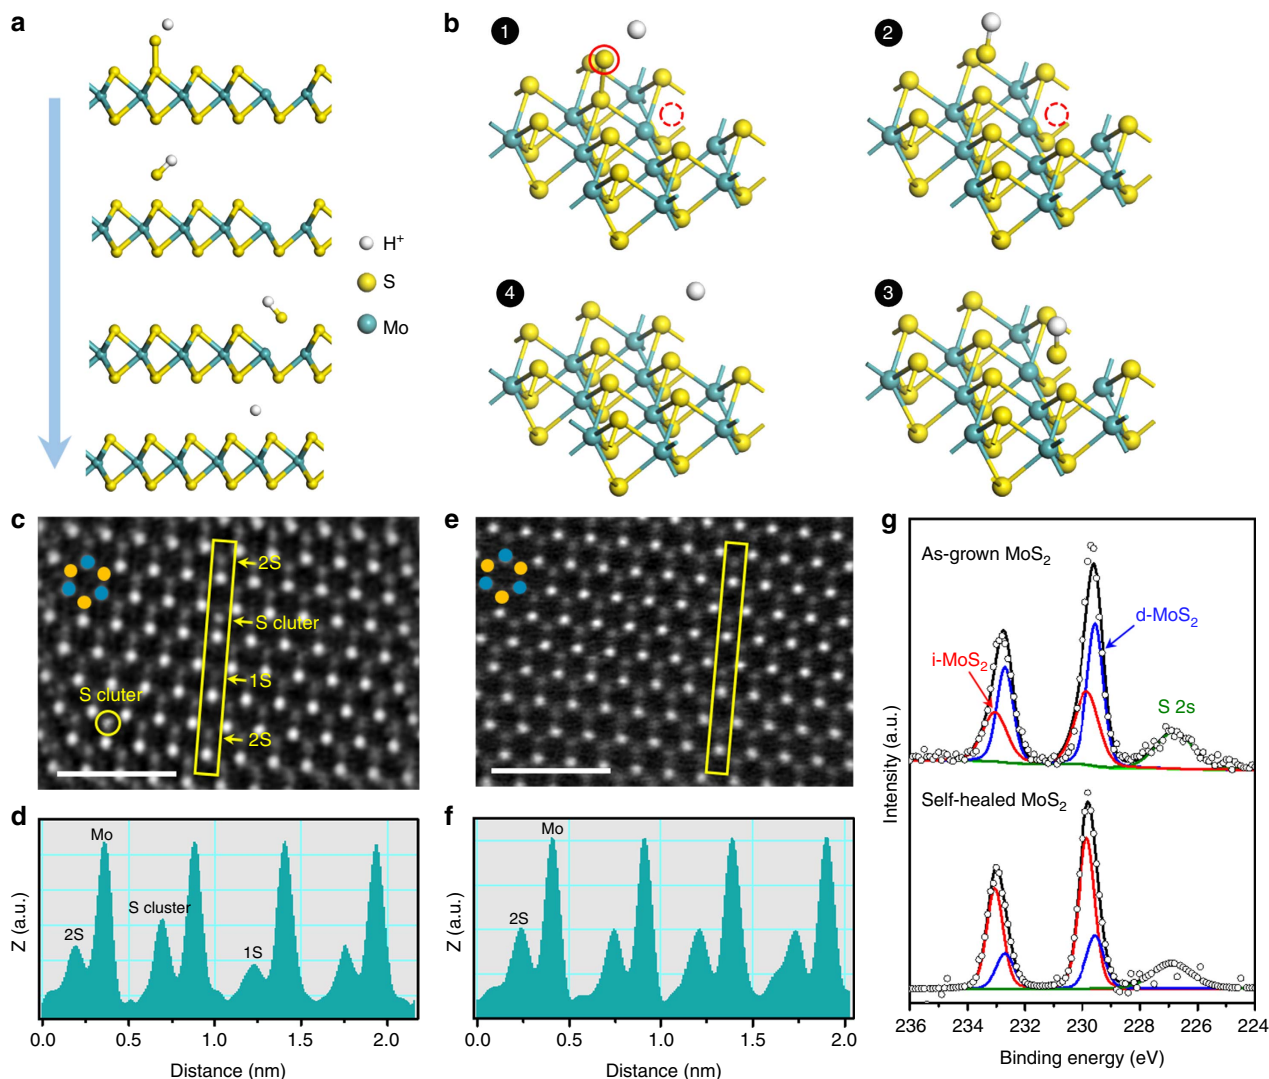 a
H⁺
S
Mo
b
1
2
4
3
c
2S
S cluter
1S
S cluter
2S
e
g
As-grown MoS₂
d-MoS₂
i-MoS₂
S 2s
Self-healed MoS₂
Intensity (a.u.)
236 234 232 230 228 226 224
Binding energy (eV)
d
Mo
S cluster
2S
1S
Z (a.u.)
0.0 0.5 1.0 1.5 2.0
Distance (nm)
f
Mo
2S
Z (a.u.)
0.0 0.5 1.0 1.5 2.0
Distance (nm)